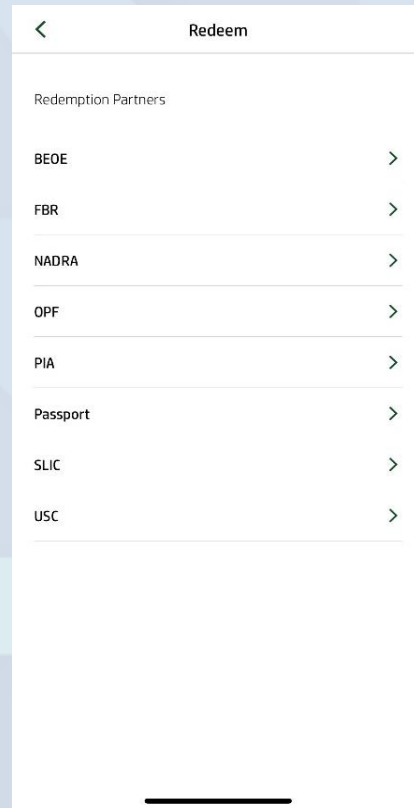 Redeem
Redemption Partners
BEOE
FBR
NADRA
OPF
PIA
Passport
SLIC
USC